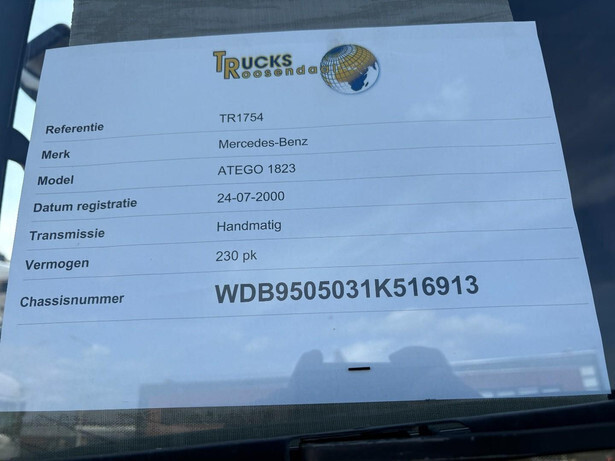 TRUCKS
Roosendaal
Referentie TR1754
Merk Mercedes-Benz
Model ATEGO 1823
Datum registratie 24-07-2000
Transmissie Handmatig
Vermogen 230 pk
Chassisnummer WDB9505031K516913